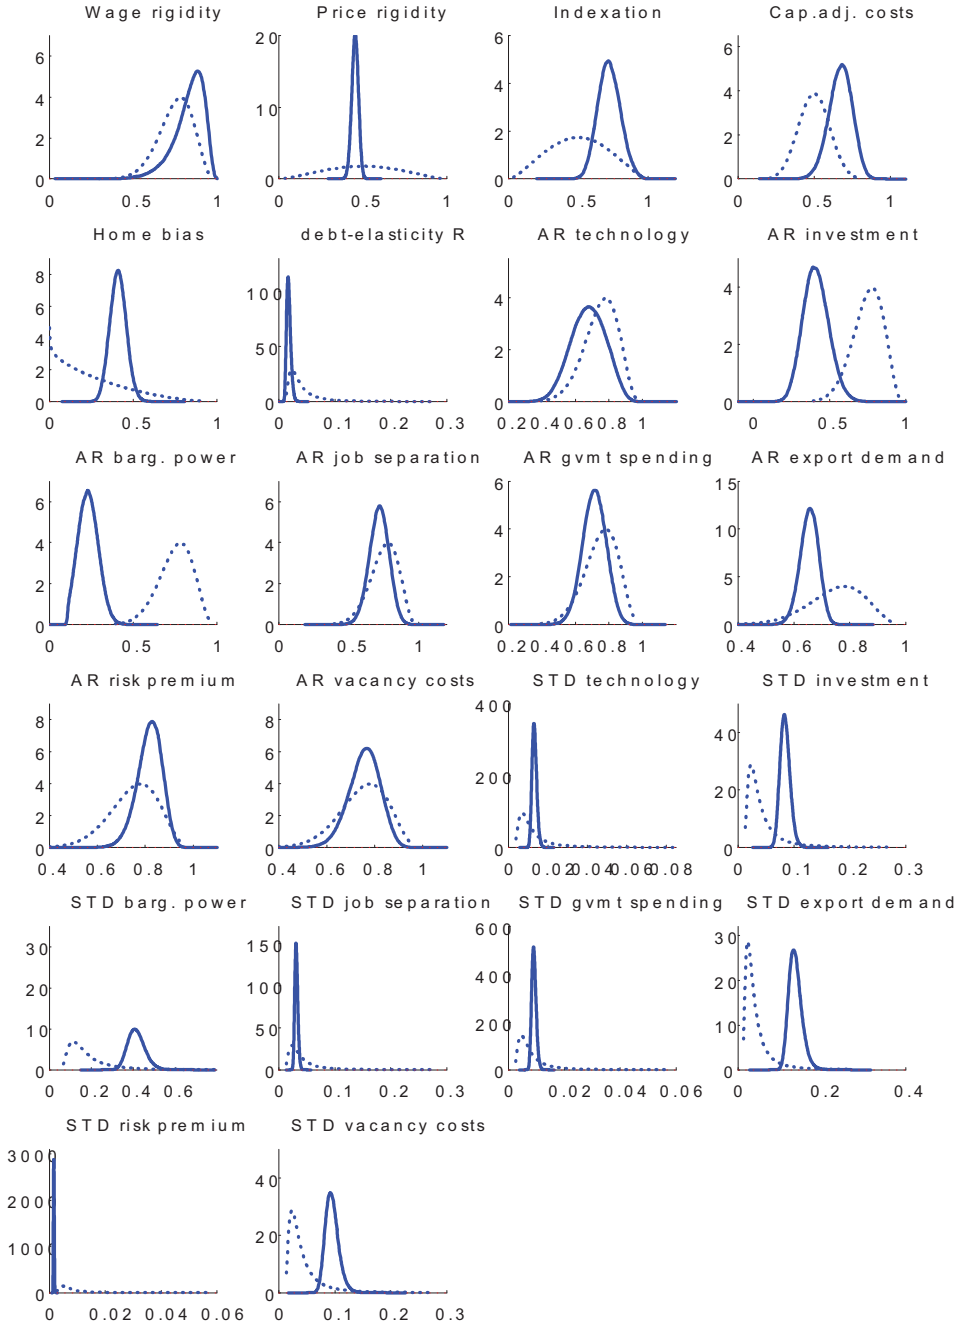 Wage rigidity Price rigidity Indexation Cap.adj. costs
6 20 6 6
4 10 4 4
2 2 2
0 0 0 0
0 0.5 1 0 0.5 1 0 0.5 1 0 0.5 1
Home bias debt-elasticity R AR technology AR investment
8 100 4 4
6 50 2 2
4
2
0 0 0 0
0 0.5 1 0 0.1 0.2 0.3 0.2 0.4 0.6 0.8 1 0 1
AR barg. power AR job separation AR gvmt spending AR export demand
6 6 6 15
4 4 4 10
2 2 2 5
0 0 0 0
0 0.5 1 0 0.5 1 0.2 0.4 0.6 0.8 1 0.4 0.6 0.8 1
AR risk premium AR vacancy costs STD technology STD investment
8 8 400 40
6 6 200 20
4 4
2 2
0 0 0 0
0.4 0.6 0.8 1 0.4 0.6 0.8 1 0 0.02 0.04 0.06 0.08 0 0.1 0.2 0.3
STD barg. power STD job separation STD gvmt spending STD export demand
30 150 600 30
20 100 400 20
10 50 200 10
0 0 0 0
0 0.2 0.4 0.6 0 0.1 0.2 0.3 0 0.02 0.04 0.06 0 0.2 0.4
STD risk premium STD vacancy costs
3000 40
2000 20
1000
0 0
0 0.02 0.04 0.06 0 0.1 0.2 0.3